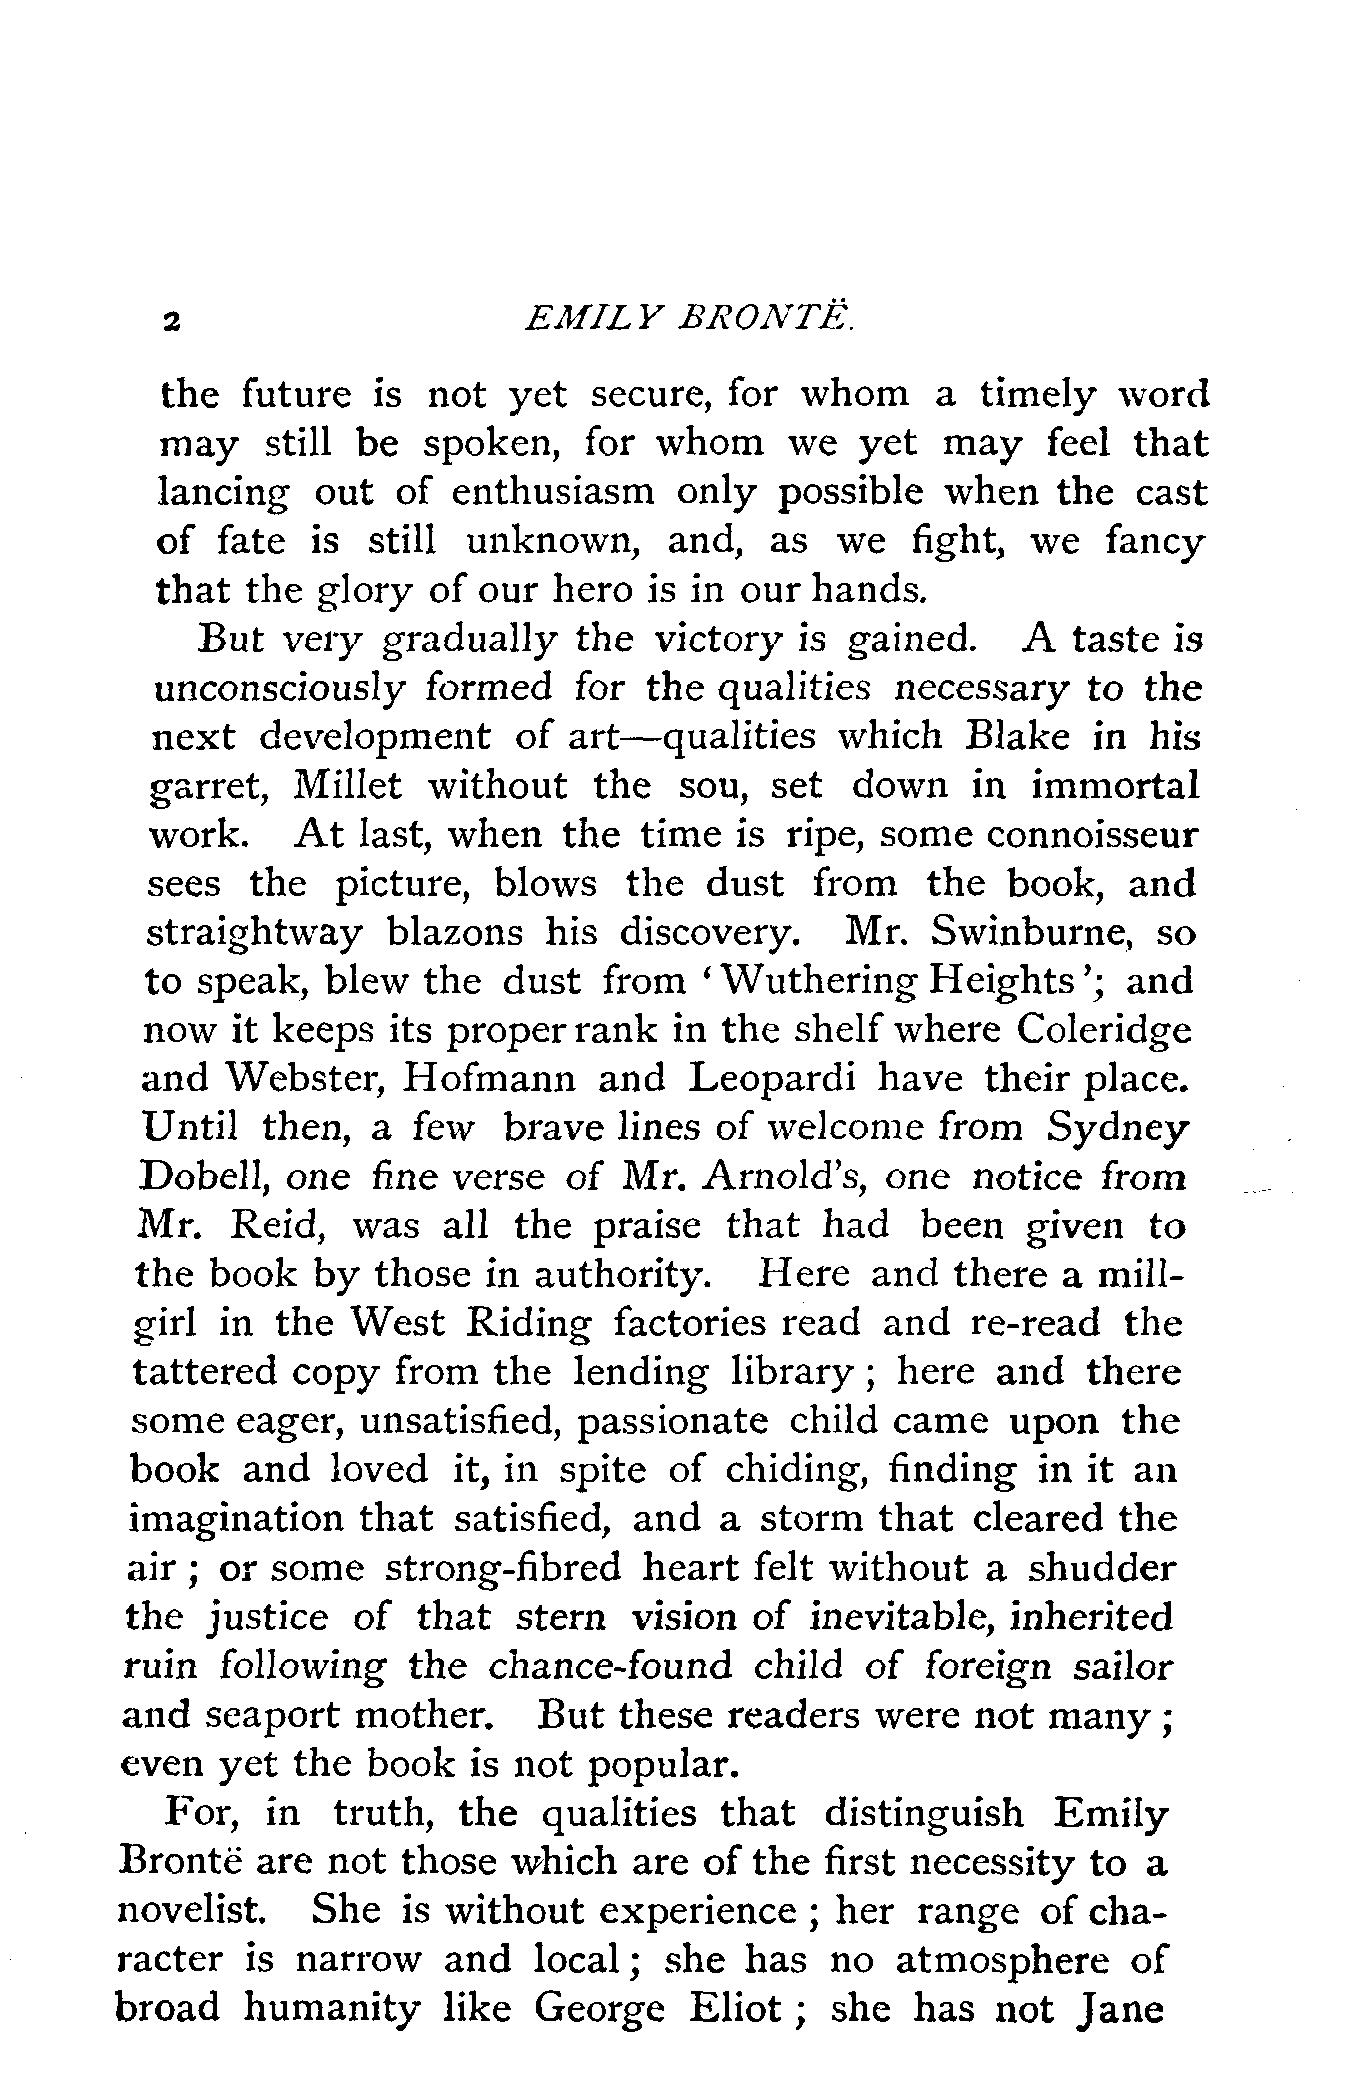 2 EMILY BRONTË.
the future is not yet secure, for whom a timely word
may still be spoken, for whom we yet may feel that
lancing out of enthusiasm only possible when the cast
of fate is still unknown, and, as we fight, we fancy
that the glory of our hero is in our hands.
But very gradually the victory is gained. A taste is
unconsciously formed for the qualities necessary to the
next development of art—qualities which Blake in his
garret, Millet without the sou, set down in immortal
work. At last, when the time is ripe, some connoisseur
sees the picture, blows the dust from the book, and
straightway blazons his discovery. Mr. Swinburne, so
to speak, blew the dust from ‘Wuthering Heights’; and
now it keeps its proper rank in the shelf where Coleridge
and Webster, Hofmann and Leopardi have their place.
Until then, a few brave lines of welcome from Sydney
Dobell, one fine verse of Mr. Arnold’s, one notice from
Mr. Reid, was all the praise that had been given to
the book by those in authority. Here and there a mill-
girl in the West Riding factories read and re-read the
tattered copy from the lending library ; here and there
some eager, unsatisfied, passionate child came upon the
book and loved it, in spite of chiding, finding in it an
imagination that satisfied, and a storm that cleared the
air ; or some strong-fibred heart felt without a shudder
the justice of that stern vision of inevitable, inherited
ruin following the chance-found child of foreign sailor
and seaport mother. But these readers were not many ;
even yet the book is not popular.
For, in truth, the qualities that distinguish Emily
Brontë are not those which are of the first necessity to a
novelist. She is without experience ; her range of cha-
racter is narrow and local ; she has no atmosphere of
broad humanity like George Eliot ; she has not Jane